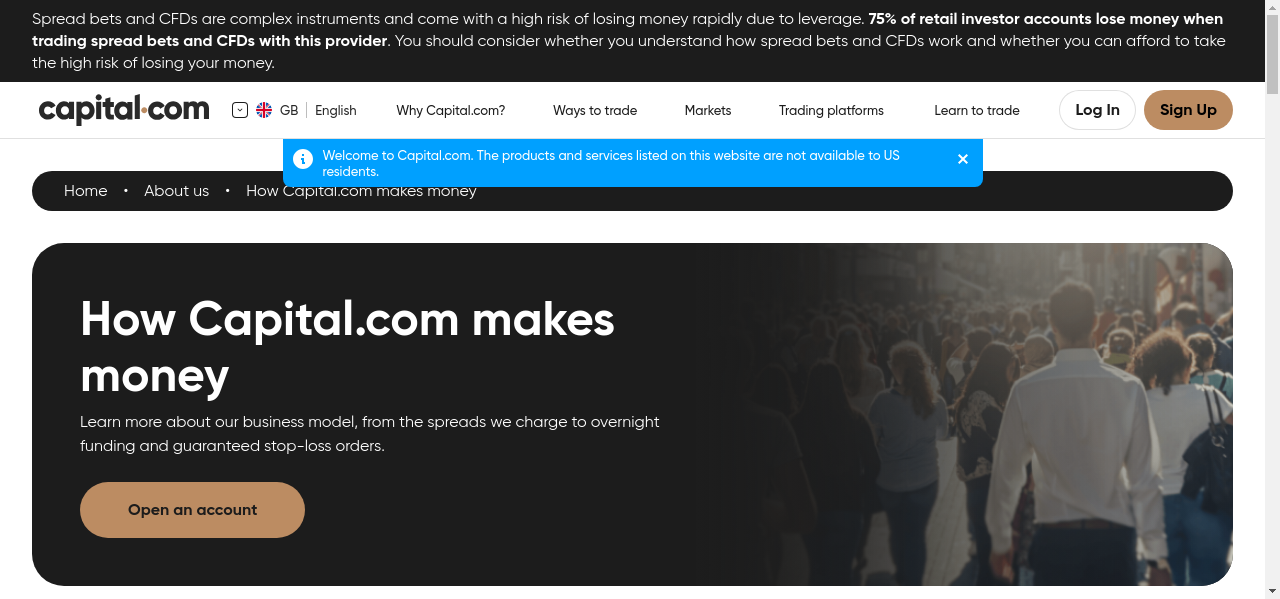 Spread bets and CFDs are complex instruments and come with a high risk of losing money rapidly due to leverage. 75% of retail investor accounts lose money when
trading spread bets and CFDs with this provider. You should consider whether you understand how spread bets and CFDs work and whether you can afford to take
the high risk of losing your money.
capital.com GB English Why Capital.com? Ways to trade Markets Trading platforms Learn to trade Log In Sign Up
Welcome to Capital.com. The products and services listed on this website are not available to US
residents.
Home • About us • How Capital.com makes money
How Capital.com makes
money
Learn more about our business model, from the spreads we charge to overnight
funding and guaranteed stop-loss orders.
Open an account